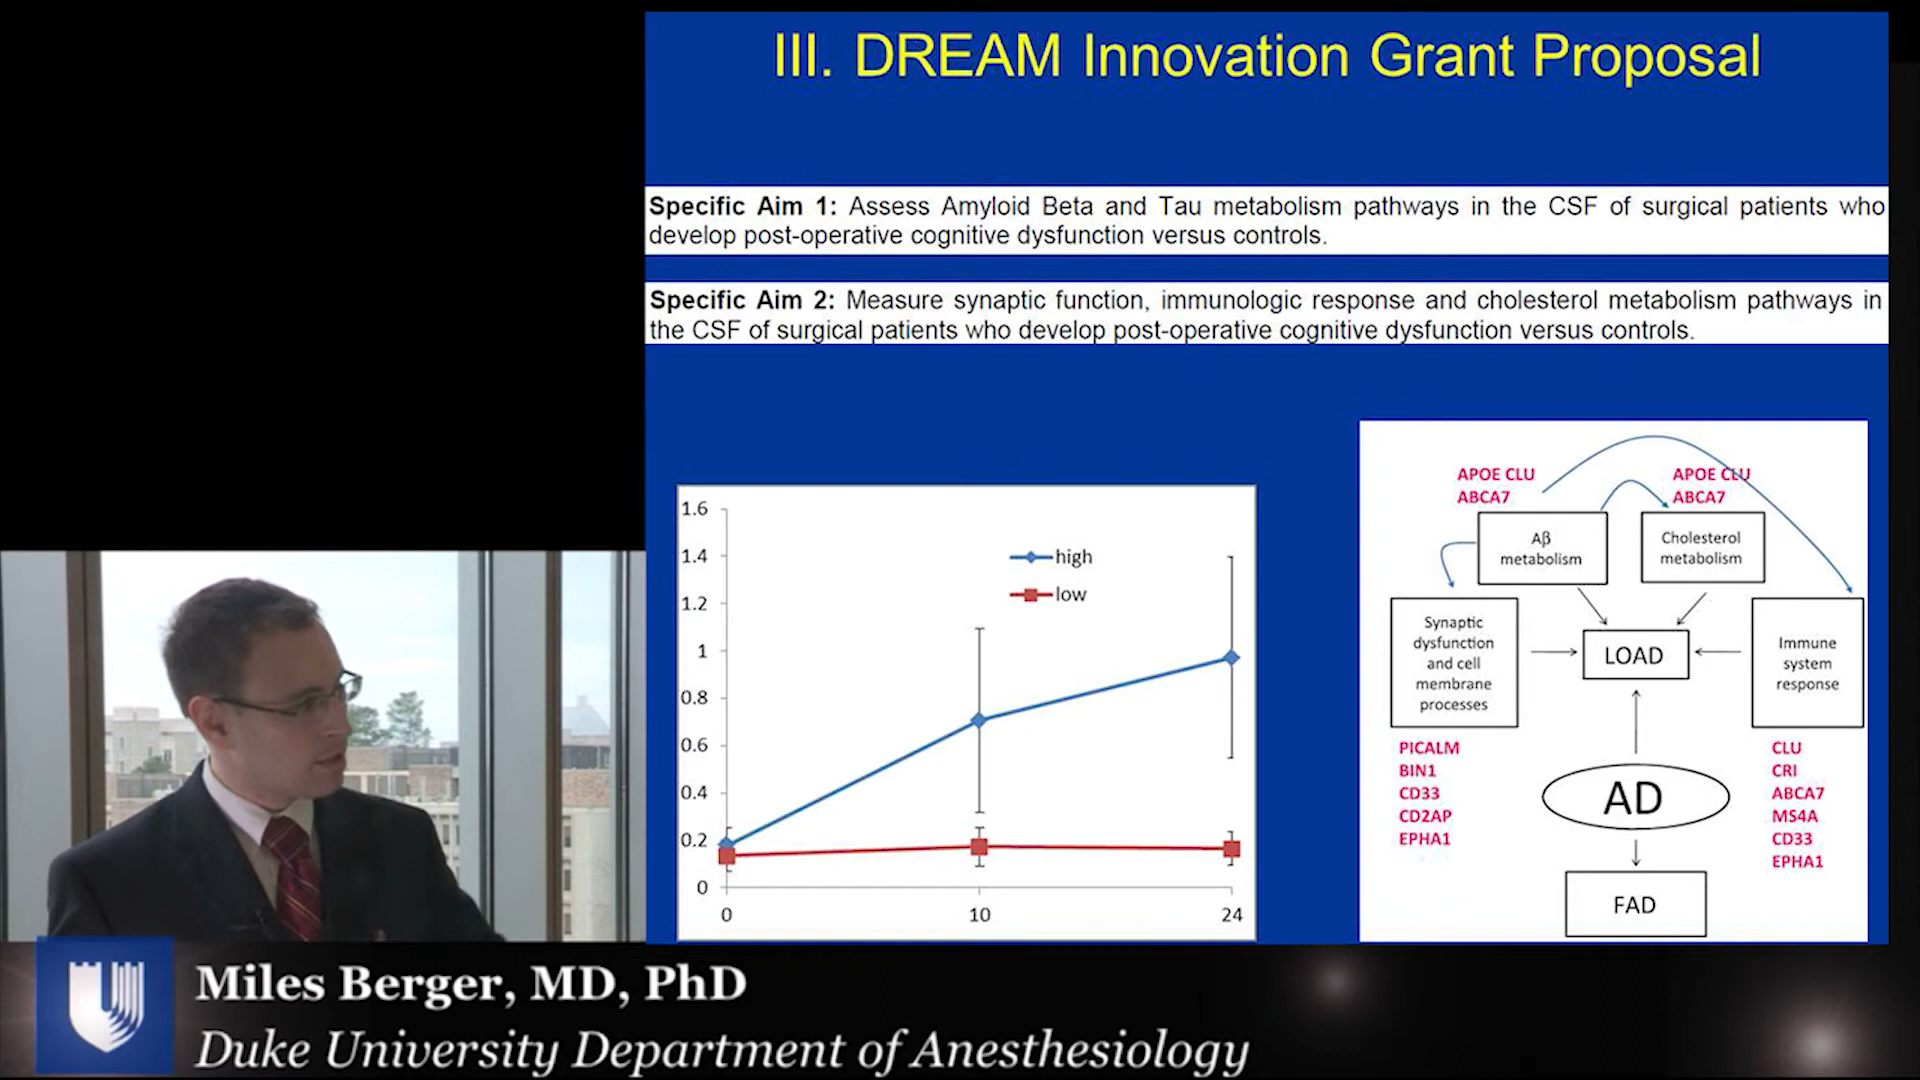 III. DREAM Innovation Grant Proposal
Specific Aim 1: Assess Amyloid Beta and Tau metabolism pathways in the CSF of surgical patients who
develop post-operative cognitive dysfunction versus controls.
Specific Aim 2: Measure synaptic function, immunologic response and cholesterol metabolism pathways in
the CSF of surgical patients who develop post-operative cognitive dysfunction versus controls.
1.6
1.4
1.2
1
0.8
0.6
0.4
0.2
0
0
10
24
high
low
APOE CLU
ABCA7
APOE CLU
ABCA7
Aβ
metabolism
Cholesterol
metabolism
Synaptic
dysfunction
and cell
membrane
processes
LOAD
Immune
system
response
PICALM
BIN1
CD33
CD2AP
EPHA1
AD
CLU
CRI
ABCA7
MS4A
CD33
EPHA1
FAD
Miles Berger, MD, PhD
Duke University Department of Anesthesiology